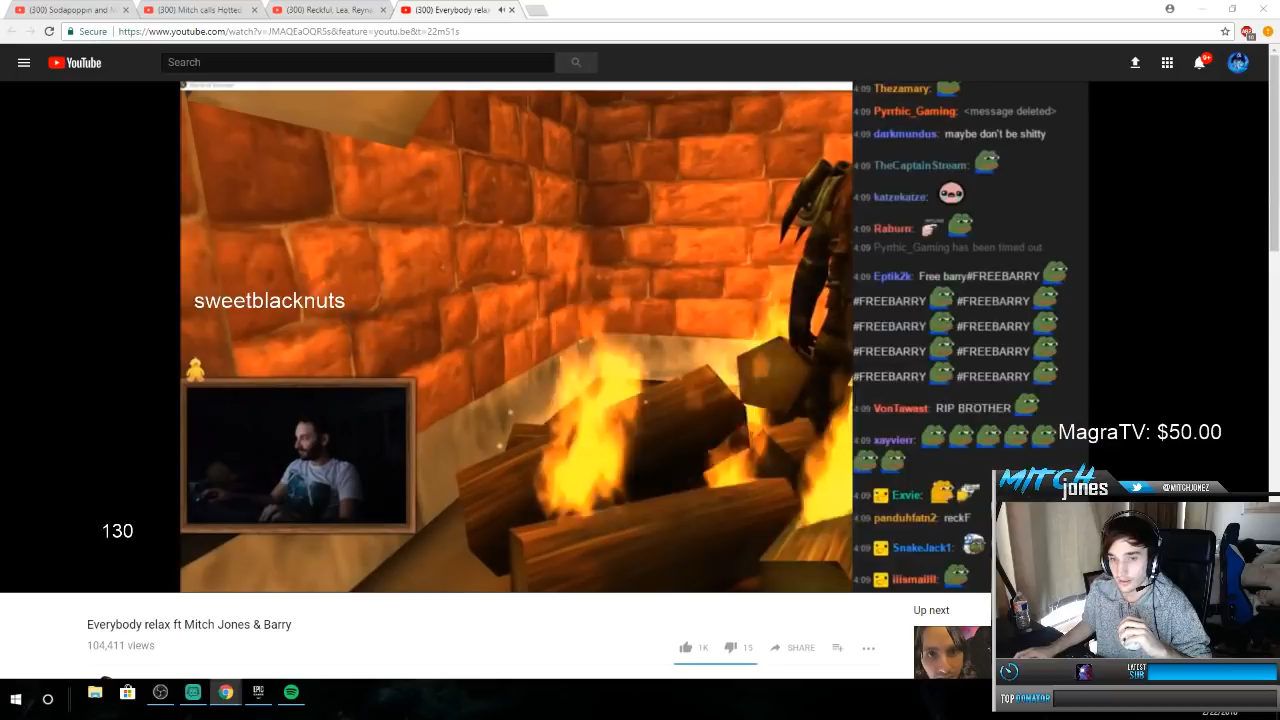 (300) Sodapoppin and
(300) Mitch calls Hotted
(300) Reckful, Lea, Reyna
(300) Everybody relax
Secure
https://www.youtube.com/watch?v=JMAQEaOQRSs&feature=youtu.be&t=22m51s
YouTube
Search
9+
4:09 Thezamary:
4:09 Pyrrhic_Gaming: <message deleted>
4:09 darkmundus: maybe don't be shitty
4:09 TheCaptainStream:
4:09 katzekatze:
4:09 Raburn:
4:09 Pyrrhic_Gaming has been timed out
4:09 Eptik2k: Free barry#FREEBARRY
#FREEBARRY #FREEBARRY
#FREEBARRY #FREEBARRY
#FREEBARRY #FREEBARRY
#FREEBARRY #FREEBARRY
4:09 VonTawast: RIP BROTHER
4:09 xayvierr:
4:09 Exvie:
4:09 panduhfatn2: reckF
4:09 SnakeJack1:
4:09 iiismailll:
sweetblacknuts
130
MagraTV: $50.00
MITCH
jones
@MITCHJONEZ
Everybody relax ft Mitch Jones & Barry
104,411 views
1K
15
SHARE
Up next
EPIC
GAMES
LATEST
SUB
TOP DONATOR